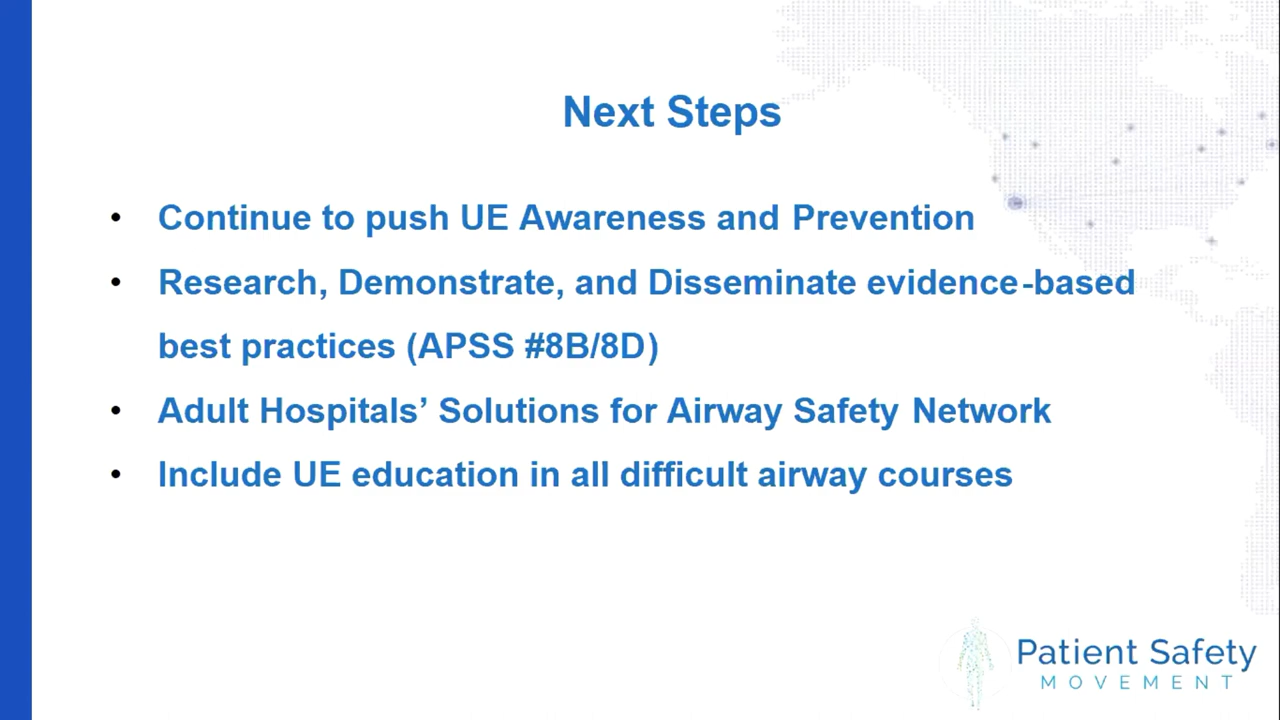 Next Steps
• Continue to push UE Awareness and Prevention
• Research, Demonstrate, and Disseminate evidence-based
best practices (APSS #8B/8D)
• Adult Hospitals’ Solutions for Airway Safety Network
• Include UE education in all difficult airway courses
Patient Safety
MOVEMENT